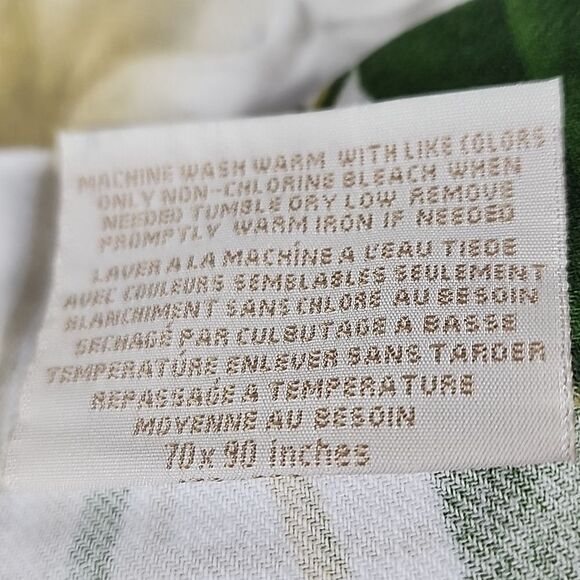 MACHINE WASH WARM WITH LIKE COLORS
ONLY NON-CHLORINE BLEACH WHEN
NEEDED TUMBLE DRY LOW REMOVE
PROMPTLY WARM IRON IF NEEDED
LAVER A LA MACHINE A L'EAU TIEDE
AVEC COULEURS SEMBLABLES SEULEMENT
BLANCHIMENT SANS CHLORE AU BESOIN
SECHAGÉ PAR CULBUTAGE A BASSE
TEMPERATURE ENLEVER SANS TARDER
REPASSAGE A TEMPERATURE
MOYENNE AU BESOIN
70 x 90 inches